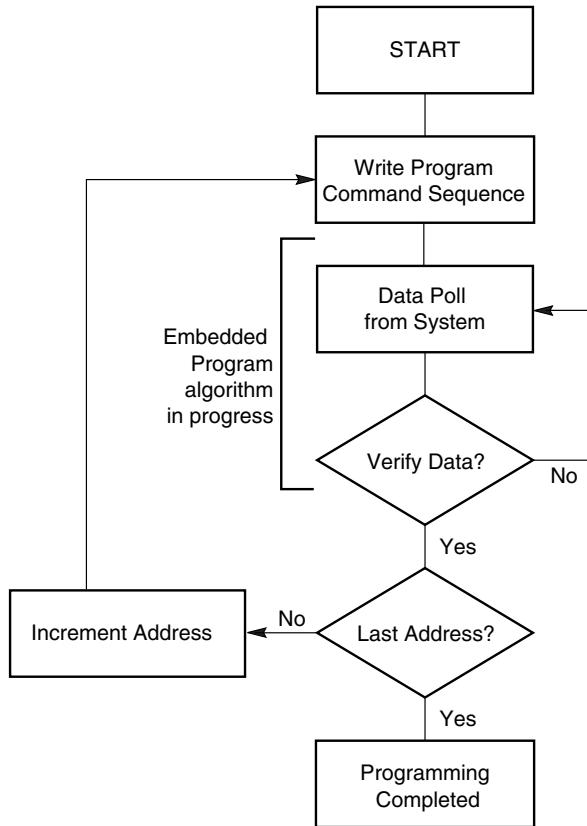 START
Write Program
Command Sequence
Data Poll
from System
Embedded
Program
algorithm
in progress
Verify Data?
No
Yes
Increment Address
No
Last Address?
Yes
Programming
Completed